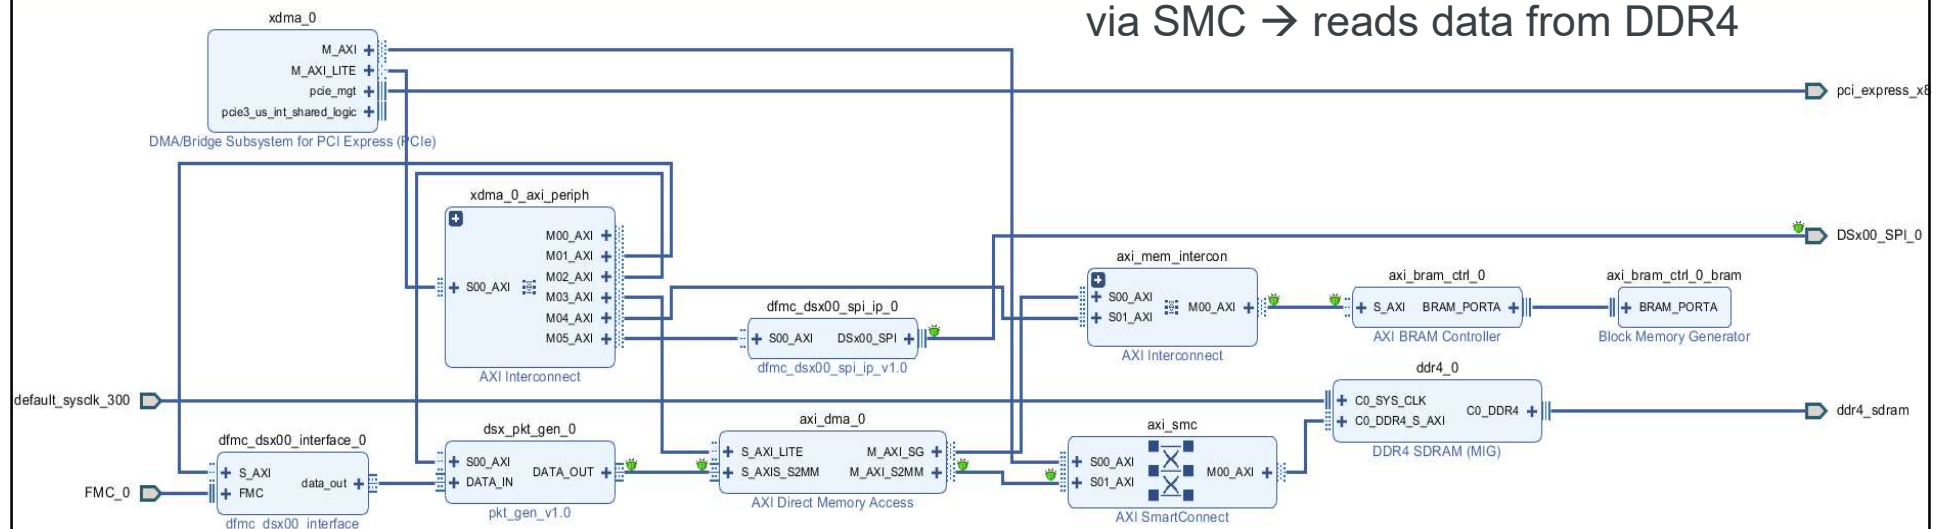 via SMC → reads data from DDR4
xdma_0
M_AXI
M_AXI_LITE
pcie_mgt
pcie3_us_int_shared_logic
DMA/Bridge Subsystem for PCI Express (PCIe)
pci_express_x8
xdma_0_axi_periph
S00_AXI
M00_AXI
M01_AXI
M02_AXI
M03_AXI
M04_AXI
M05_AXI
AXI Interconnect
dfmc_dsx00_spi_ip_0
S00_AXI DSx00_SPI
dfmc_dsx00_spi_ip_v1.0
DSx00_SPI_0
axi_mem_intercon
S00_AXI
S01_AXI
M00_AXI
AXI Interconnect
axi_bram_ctrl_0
S_AXI BRAM_PORTA
AXI BRAM Controller
axi_bram_ctrl_0_bram
BRAM_PORTA
Block Memory Generator
default_sysclk_300
ddr4_0
C0_SYS_CLK
C0_DDR4_S_AXI
C0_DDR4
DDR4 SDRAM (MIG)
ddr4_sdram
FMC_0
dfmc_dsx00_interface_0
S_AXI
FMC
data_out
dfmc_dsx00_interface
dsx_pkt_gen_0
S00_AXI
DATA_IN
DATA_OUT
pkt_gen_v1.0
axi_dma_0
S_AXI_LITE
S_AXIS_S2MM
M_AXI_SG
M_AXI_S2MM
AXI Direct Memory Access
axi_smc
S00_AXI
S01_AXI
M00_AXI
AXI SmartConnect